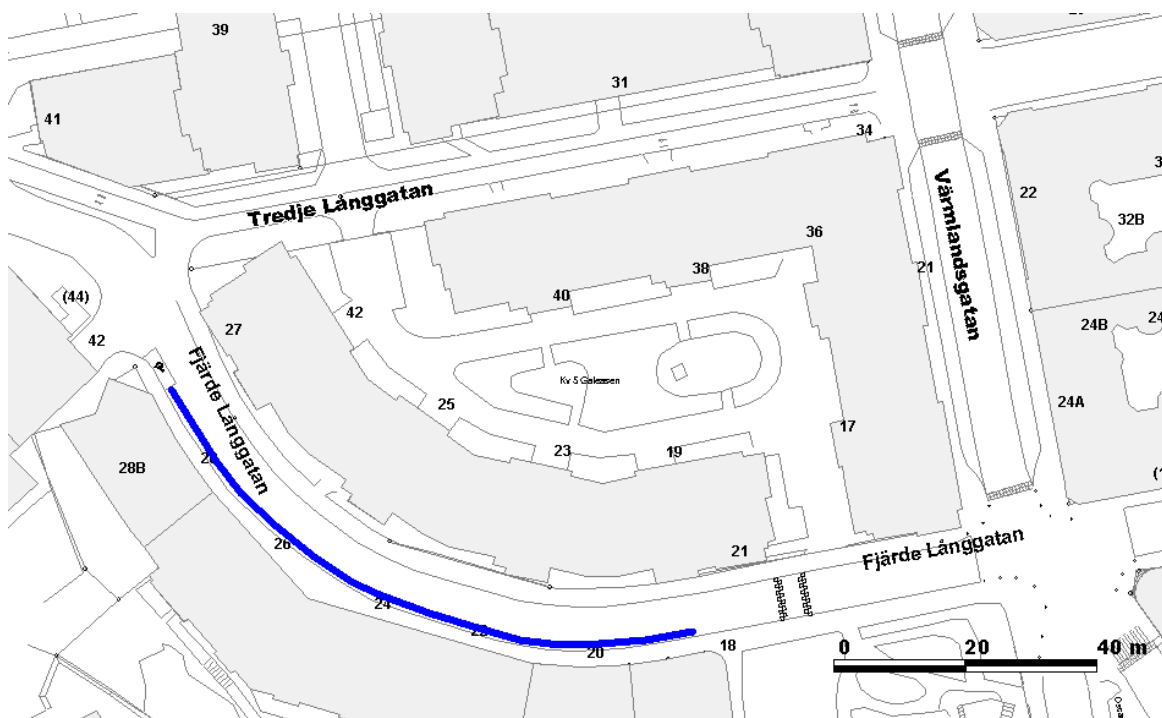 39
31
41
34
Tredje Långgatan
Värmlandsgatan
22
32B
36
21
38
40
(44)
42
27
42
24B
24
Fjärde Långgatan
Kv 5 Galeasen
25
24A
17
23
19
28B
28
26
21
Fjärde Långgatan
24
22
20
18
0 20 40 m